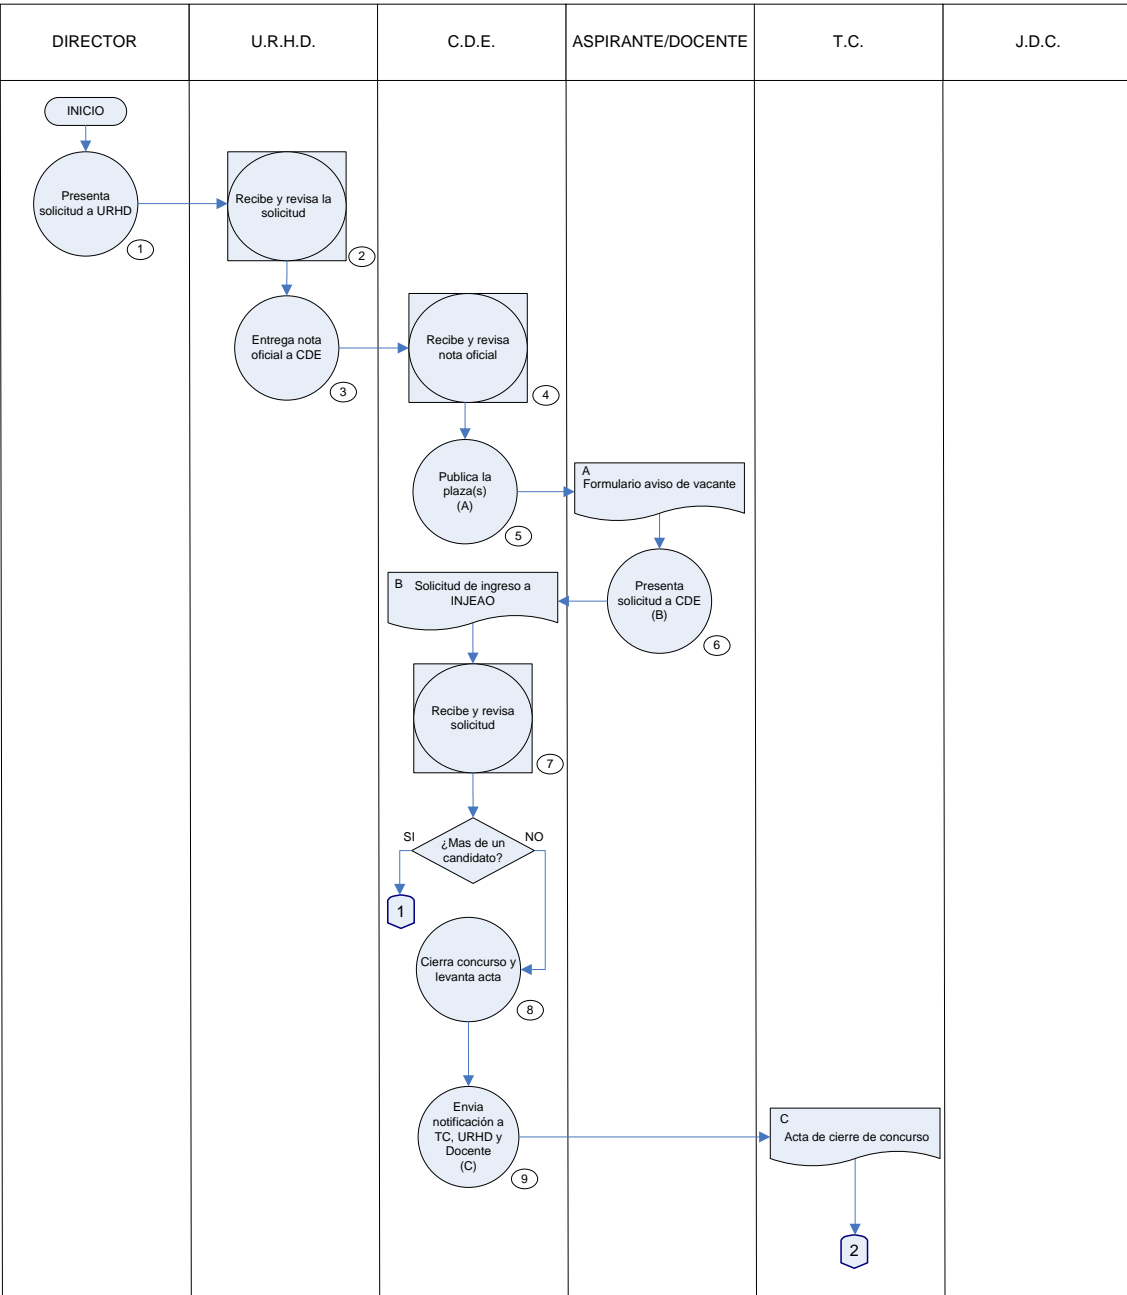 DIRECTOR
U.R.H.D.
C.D.E.
ASPIRANTE/DOCENTE
T.C.
J.D.C.
INICIO
Presenta
solicitud a URHD
1
Recibe y revisa la
solicitud
2
Entrega nota
oficial a CDE
3
Recibe y revisa
nota oficial
4
Publica la
plaza(s)
(A)
5
A
Formulario aviso de vacante
Presenta
solicitud a CDE
(B)
6
B
Solicitud de ingreso a
INJEAO
Recibe y revisa
solicitud
7
¿Mas de un
candidato?
SI
NO
1
Cierra concurso y
levanta acta
8
Envia
notificación a
TC, URHD y
Docente
(C)
9
C
Acta de cierre de concurso
2